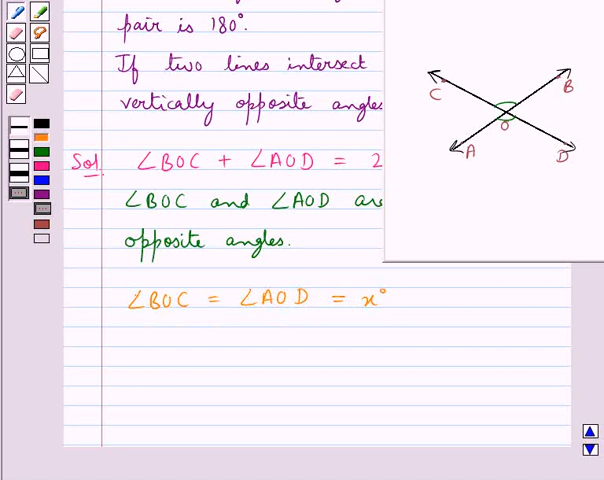 pair is 180°.
If two lines intersect
vertically opposite angles
Sol. ∠BOC + ∠AOD = 2
∠BOC and ∠AOD are
opposite angles.
∠BOC = ∠AOD = x°
C
B
O
A
D